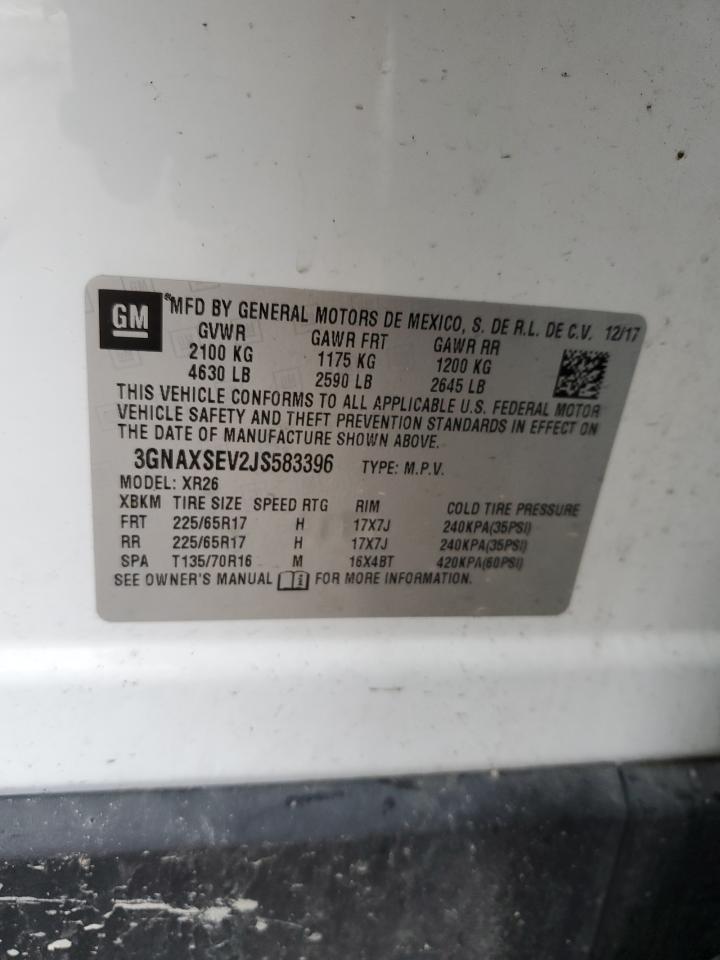 GM MFD BY GENERAL MOTORS DE MEXICO, S. DE R.L. DE C.V. 12/17
GVWR GAWR FRT GAWR RR
2100 KG 1175 KG 1200 KG
4630 LB 2590 LB 2645 LB
THIS VEHICLE CONFORMS TO ALL APPLICABLE U.S. FEDERAL MOTOR
VEHICLE SAFETY AND THEFT PREVENTION STANDARDS IN EFFECT ON
THE DATE OF MANUFACTURE SHOWN ABOVE.
3GNAXSEV2JS583396 TYPE: M.P.V.
MODEL: XR26
XBKM TIRE SIZE SPEED RTG RIM COLD TIRE PRESSURE
FRT 225/65R17 H 17X7J 240KPA(35PSI)
RR 225/65R17 H 17X7J 240KPA(35PSI)
SPA T135/70R16 M 16X4BT 420KPA(60PSI)
SEE OWNER'S MANUAL i FOR MORE INFORMATION.